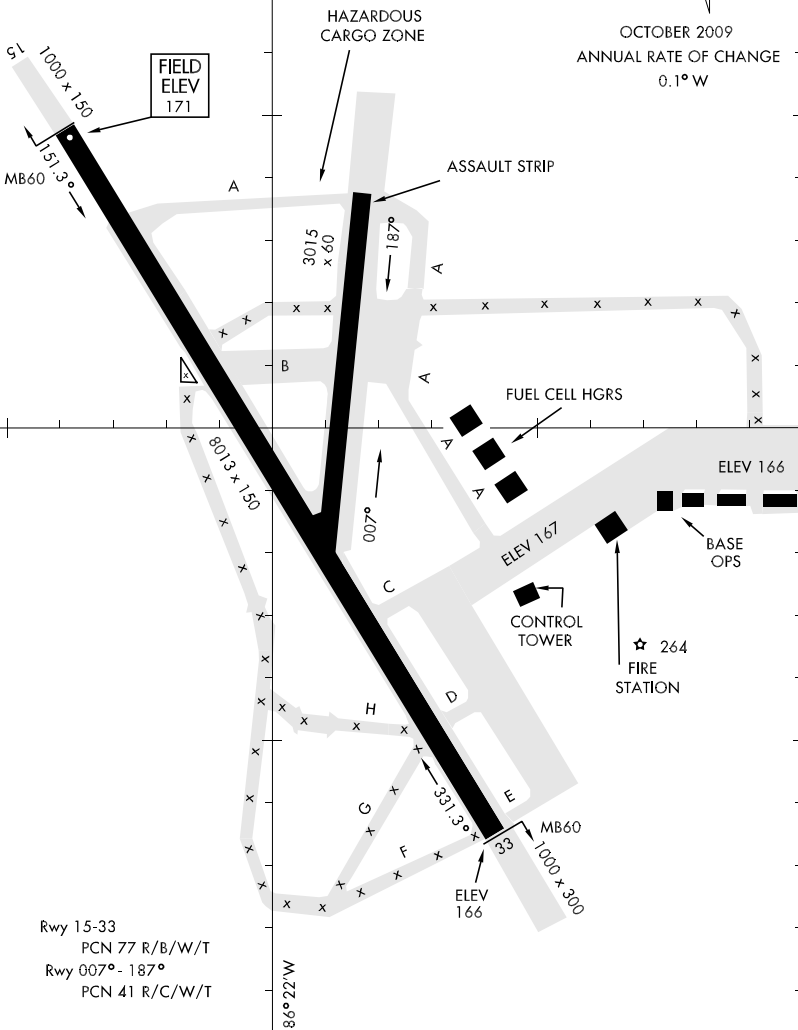 HAZARDOUS
CARGO ZONE
OCTOBER 2009
ANNUAL RATE OF CHANGE
0.1° W
15
1000 x 150
FIELD
ELEV
171
MB60
151.3°
A
ASSAULT STRIP
3015
x 60
187°
A
x x x x x x x x x x
x
x
B
A
x
x
x
x
x
FUEL CELL HGRS
A
8013 x 150
A
ELEV 166
x
x
x
007°
ELEV 167
BASE
OPS
C
CONTROL
TOWER
264
FIRE
STATION
x
x
x
D
H
x x x x x
x
x
331.3°
x
G
x
E
x
x
F
x
x
x
x
x
x
x
x
x
33
MB60
1000 x 300
ELEV
166
Rwy 15-33
PCN 77 R/B/W/T
Rwy 007° - 187°
PCN 41 R/C/W/T
86° 22'W